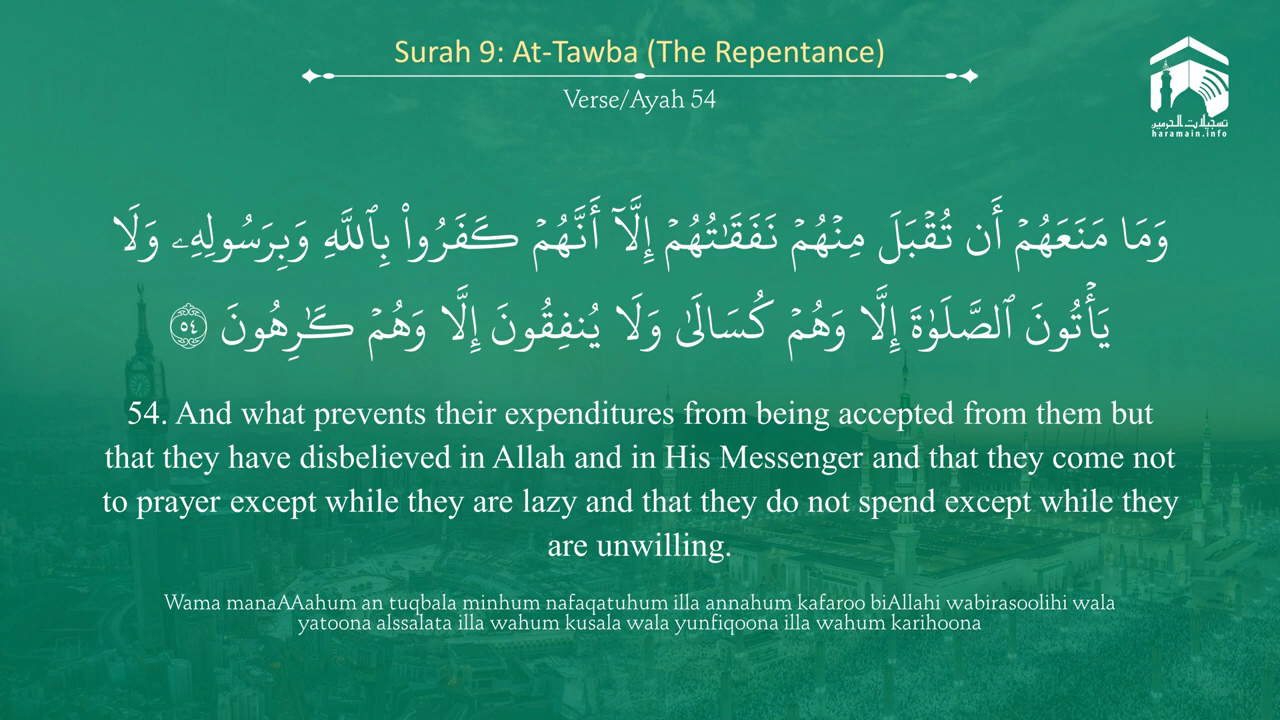 Surah 9: At-Tawba (The Repentance)
Verse/Ayah 54
تسجيلات الحرمين
haramain.info
وَمَا مَنَعَهُمۡ أَن تُقۡبَلَ مِنۡهُمۡ نَفَقَٰتُهُمۡ إِلَّآ أَنَّهُمۡ كَفَرُواْ بِٱللَّهِ وَبِرَسُولِهِۦ وَلَا
يَأۡتُونَ ٱلصَّلَوٰةَ إِلَّا وَهُمۡ كُسَالَىٰ وَلَا يُنفِقُونَ إِلَّا وَهُمۡ كَٰرِهُونَ ٥٤
54. And what prevents their expenditures from being accepted from them but
that they have disbelieved in Allah and in His Messenger and that they come not
to prayer except while they are lazy and that they do not spend except while they
are unwilling.
Wama manaAAahum an tuqbala minhum nafaqatuhum illa annahum kafaroo biAllahi wabirasoolihi wala
yatoona alssalata illa wahum kusala wala yunfiqoona illa wahum karihoona